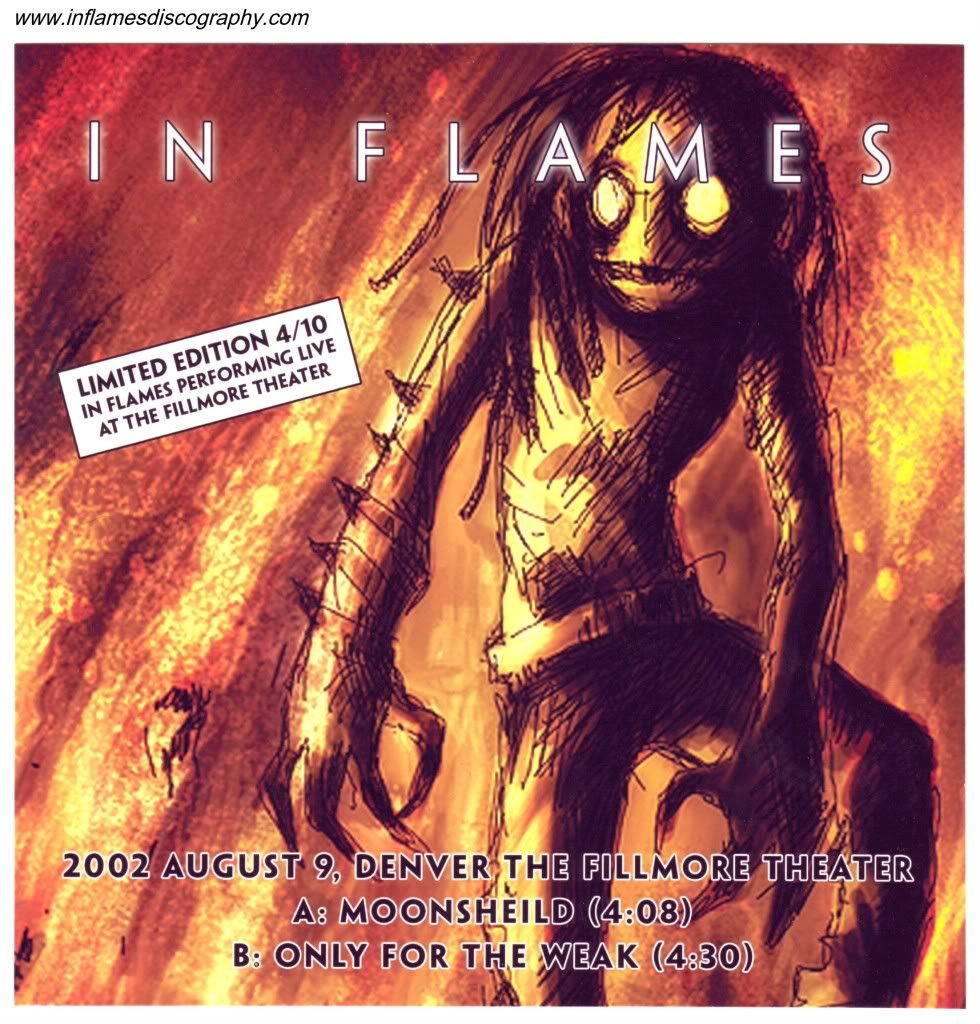 www.inflamesdiscography.com
IN FLAMES
LIMITED EDITION 4/10
IN FLAMES PERFORMING LIVE
AT THE FILLMORE THEATER
2002 AUGUST 9, DENVER THE FILLMORE THEATER
A: MOONSHEILD (4:08)
B: ONLY FOR THE WEAK (4:30)